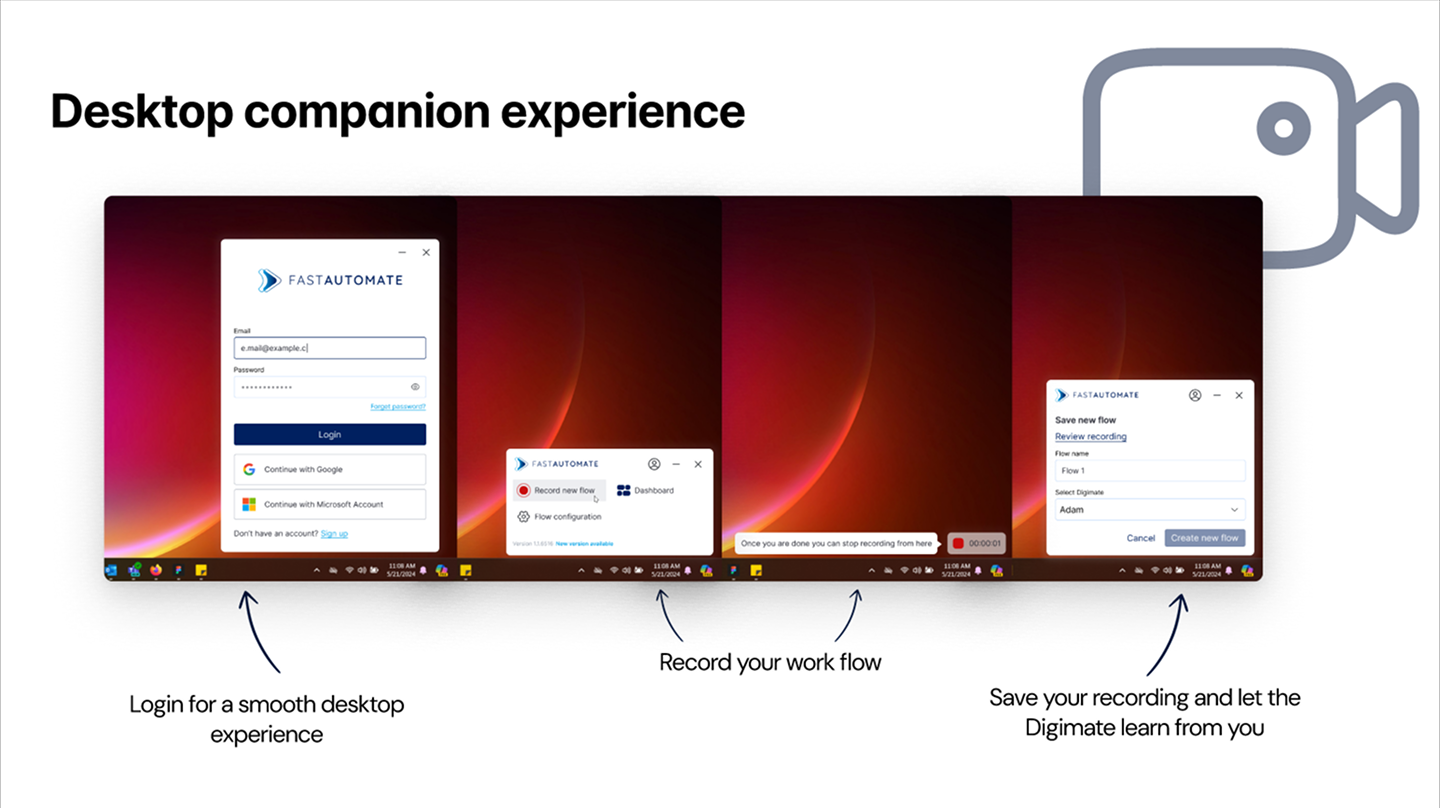 Desktop companion experience
FASTAUTOMATE
Email
e.mail@example.c
Password
Forget password?
Login
Continue with Google
Continue with Microsoft Account
Don't have an account? Sign up
11:08 AM
5/21/2024
FASTAUTOMATE
Record new flow
Dashboard
Flow configuration
New version available
11:08 AM
5/21/2024
Once you are done you can stop recording from here
00:00:01
11:08 AM
5/21/2024
FASTAUTOMATE
Save new flow
Review recording
Flow name
Flow 1
Select Digimate
Adam
Cancel
Create new flow
11:08 AM
5/21/2024
Login for a smooth desktop
experience
Record your work flow
Save your recording and let the
Digimate learn from you